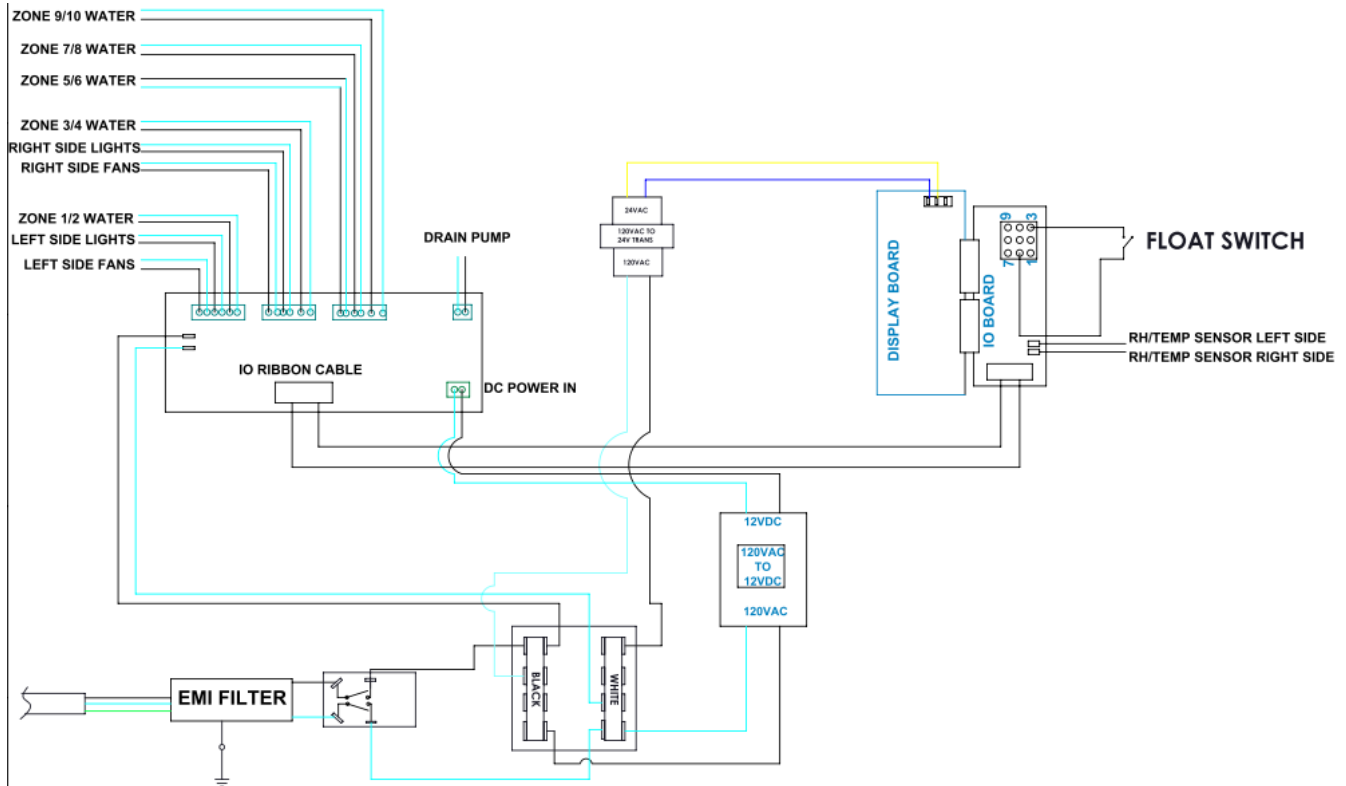 ZONE 9/10 WATER
ZONE 7/8 WATER
ZONE 5/6 WATER
ZONE 3/4 WATER
RIGHT SIDE LIGHTS
RIGHT SIDE FANS
ZONE 1/2 WATER
LEFT SIDE LIGHTS
LEFT SIDE FANS
DRAIN PUMP
IO RIBBON CABLE
DC POWER IN
24VAC
120VAC TO
24V TRANS
120VAC
DISPLAY BOARD
IO BOARD
9
3
7
1
FLOAT SWITCH
RH/TEMP SENSOR LEFT SIDE
RH/TEMP SENSOR RIGHT SIDE
12VDC
120VAC
TO
12VDC
120VAC
BLACK
WHITE
EMI FILTER